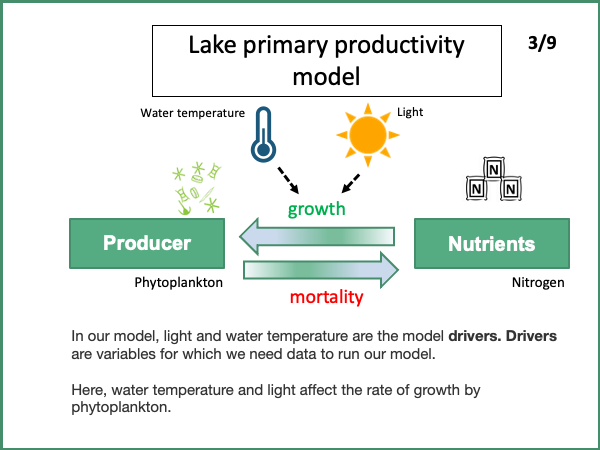 Lake primary productivity
model
3/9
Water temperature
Light
N
N N
growth
Producer
Nutrients
Phytoplankton
Nitrogen
mortality
In our model, light and water temperature are the model drivers. Drivers
are variables for which we need data to run our model.
Here, water temperature and light affect the rate of growth by
phytoplankton.